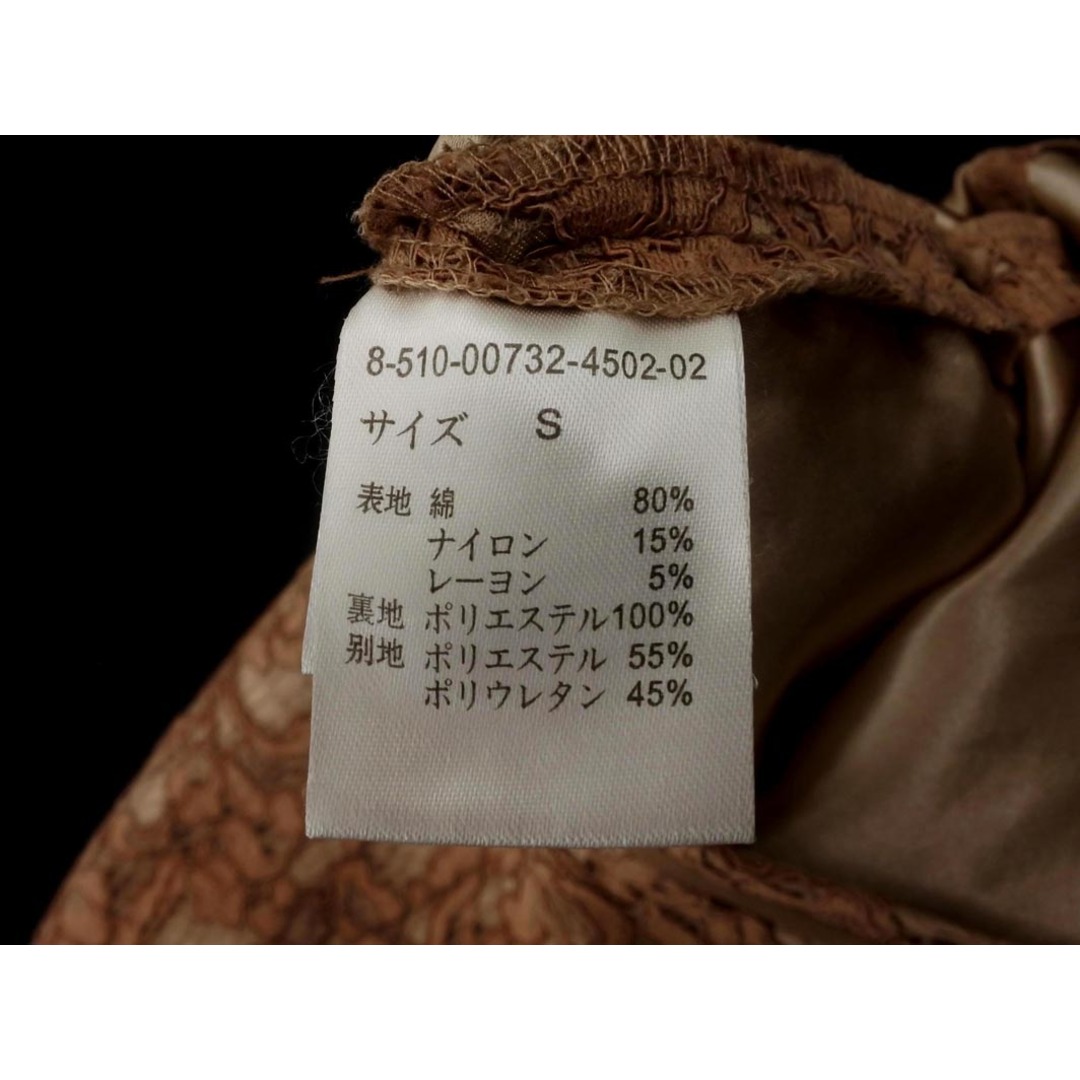 8-510-00732-4502-02
サイズ S
表地 綿 80%
ナイロン 15%
レーヨン 5%
裏地 ポリエステル100%
別地 ポリエステル 55%
ポリウレタン 45%